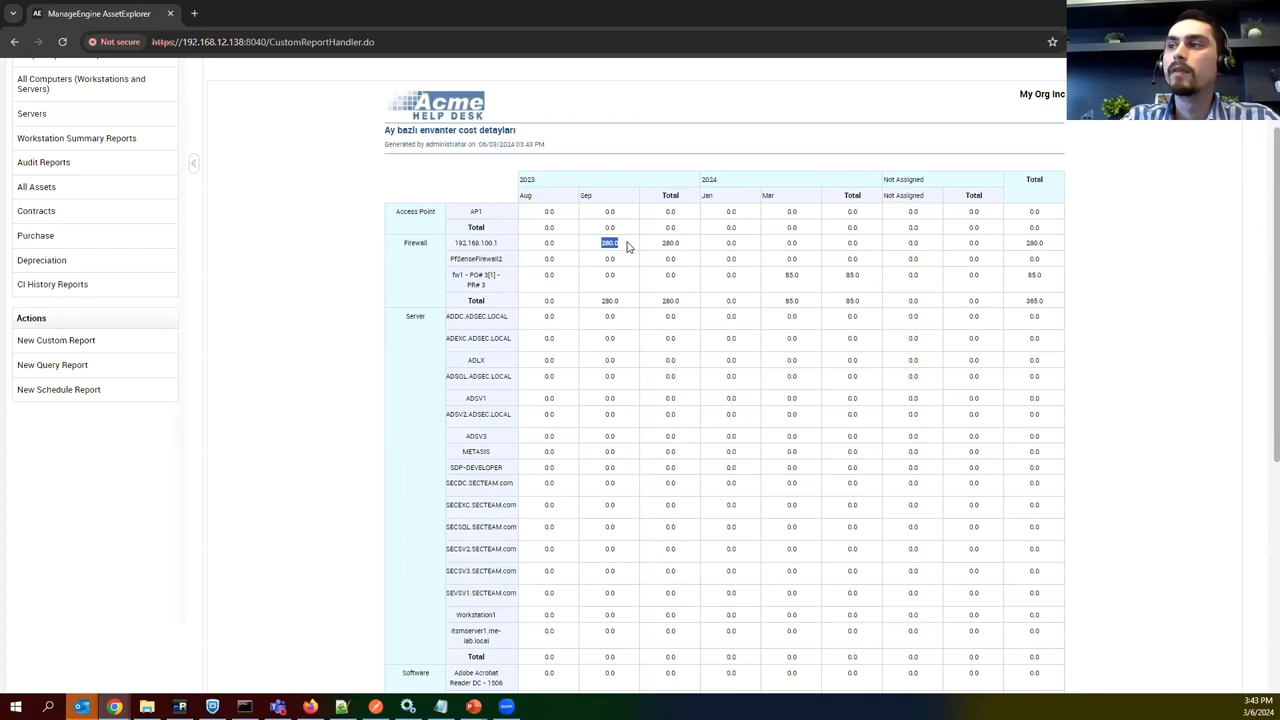 AE ManageEngine AssetExplorer
Not secure https://192.168.12.138:8040/CustomReportHandler.do
All Computers (Workstations and
Servers)
Servers
Workstation Summary Reports
Audit Reports
All Assets
Contracts
Purchase
Depreciation
CI History Reports
Actions
New Custom Report
New Query Report
New Schedule Report
My Org Inc
Acme
HELP DESK
Ay bazlı envanter cost detayları
Generated by administrator on :06/03/2024 03:43 PM
2023 2024 Not Assigned Total
Aug Sep Total Jan Mar Total Not Assigned Total
Access Point AP1 0.0 0.0 0.0 0.0 0.0 0.0 0.0 0.0 0.0
Total 0.0 0.0 0.0 0.0 0.0 0.0 0.0 0.0 0.0
Firewall 192.168.100.1 0.0 280.0 280.0 0.0 0.0 0.0 0.0 0.0 280.0
PfSenseFirewall2 0.0 0.0 0.0 0.0 0.0 0.0 0.0 0.0 0.0
fw1 - PO# 3[1] - 0.0 0.0 0.0 0.0 85.0 85.0 0.0 0.0 85.0
PR# 3
Total 0.0 280.0 280.0 0.0 85.0 85.0 0.0 0.0 365.0
Server ADDC.ADSEC.LOCAL 0.0 0.0 0.0 0.0 0.0 0.0 0.0 0.0 0.0
ADEXC.ADSEC.LOCAL 0.0 0.0 0.0 0.0 0.0 0.0 0.0 0.0 0.0
ADLX 0.0 0.0 0.0 0.0 0.0 0.0 0.0 0.0 0.0
ADSQL.ADSEC.LOCAL 0.0 0.0 0.0 0.0 0.0 0.0 0.0 0.0 0.0
ADSV1 0.0 0.0 0.0 0.0 0.0 0.0 0.0 0.0 0.0
ADSV2.ADSEC.LOCAL 0.0 0.0 0.0 0.0 0.0 0.0 0.0 0.0 0.0
ADSV3 0.0 0.0 0.0 0.0 0.0 0.0 0.0 0.0 0.0
METASIS 0.0 0.0 0.0 0.0 0.0 0.0 0.0 0.0 0.0
SDP-DEVELOPER 0.0 0.0 0.0 0.0 0.0 0.0 0.0 0.0 0.0
SECDC.SECTEAM.com 0.0 0.0 0.0 0.0 0.0 0.0 0.0 0.0 0.0
SECEXC.SECTEAM.com 0.0 0.0 0.0 0.0 0.0 0.0 0.0 0.0 0.0
SECSQL.SECTEAM.com 0.0 0.0 0.0 0.0 0.0 0.0 0.0 0.0 0.0
SECSV2.SECTEAM.com 0.0 0.0 0.0 0.0 0.0 0.0 0.0 0.0 0.0
SECSV3.SECTEAM.com 0.0 0.0 0.0 0.0 0.0 0.0 0.0 0.0 0.0
SEVSV1.SECTEAM.com 0.0 0.0 0.0 0.0 0.0 0.0 0.0 0.0 0.0
Workstation1 0.0 0.0 0.0 0.0 0.0 0.0 0.0 0.0 0.0
itsmserver1.me- 0.0 0.0 0.0 0.0 0.0 0.0 0.0 0.0 0.0
lab.local
Total 0.0 0.0 0.0 0.0 0.0 0.0 0.0 0.0 0.0
Software Adobe Acrobat 0.0 0.0 0.0 0.0 0.0 0.0 0.0 0.0 0.0
Reader DC - 1506
3:43 PM
3/6/2024